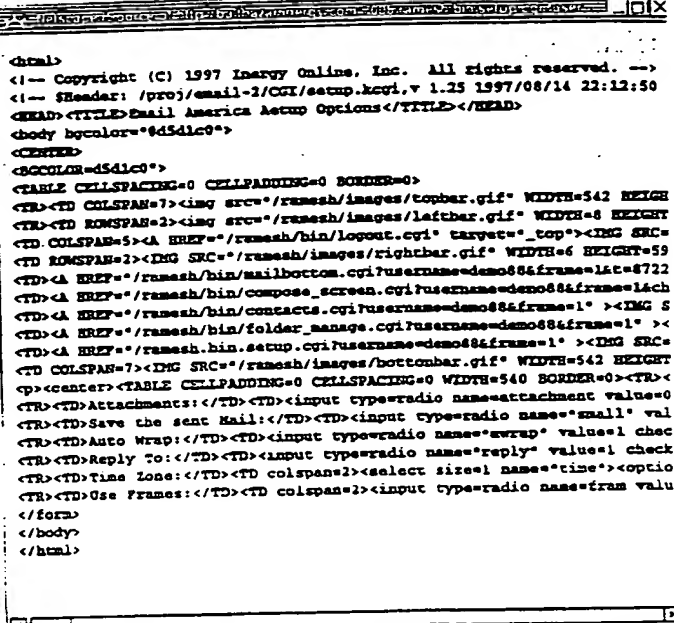 <html>
<!-- Copyright (C) 1997 Inergy Online, Inc. All rights reserved. -->
<!-- $Header: /proj/email-2/CGI/setup.kcgi,v 1.25 1997/08/14 22:12:50
<HEAD><TITLE>Email America Aetup Options</TITLE></HEAD>
<body bgcolor="#d5d1c0">
<CENTER>
<BGCOLOR=d5d1c0">
<TABLE CELLSPACING=0 CELLPADDING=0 BORDER=0>
<TR><TD COLSPAN=7><img src="/ramesh/images/topbar.gif" WIDTH=542 HEIGH
<TR><TD ROWSPAN=2><img src="/ramesh/images/leftbar.gif" WIDTH=8 HEIGHT
<TD COLSPAN=5><A HREF="/ramesh/bin/logout.cgi" target="_top"><IMG SRC=
<TD ROWSPAN=2><IMG SRC="/ramesh/images/rightbar.gif" WIDTH=6 HEIGHT=59
<TD><A HREF="/ramesh/bin/mailbottom.cgi?username=demo88&frame=1&t=8722
<TD><A HREF="/ramesh/bin/compose_screen.cgi?username=demo88&frame=1&ch
<TD><A HREF="/ramesh/bin/contacts.cgi?username=demo88&frame=1" ><IMG S
<TD><A HREF="/ramesh/bin/folder_manage.cgi?username=demo88&frame=1" ><
<TD><A HREF="/ramesh.bin.setup.cgi?username=demo88&frame=1" ><IMG SRC=
<TD COLSPAN=7><IMG SRC="/ramesh/images/bottonbar.gif" WIDTH=542 HEIGHT
<p><center><TABLE CELLPADDING=0 CELLSPACING=0 WIDTH=540 BORDER=0><TR><
<TR><TD>Attachments:</TD><TD><input type=radio name=attachment value=0
<TR><TD>Save the sent Mail:</TD><TD><input type=radio name="small" val
<TR><TD>Auto Wrap:</TD><TD><input type=radio name="awrap" value=1 chec
<TR><TD>Reply To:</TD><TD><input type=radio name="reply" value=1 check
<TR><TD>Time Zone:</TD><TD colspan=2><select size=1 name="time"><optio
<TR><TD>Use Frames:</TD><TD colspan=2><input type=radio name=fram valu
</form>
</body>
</html>